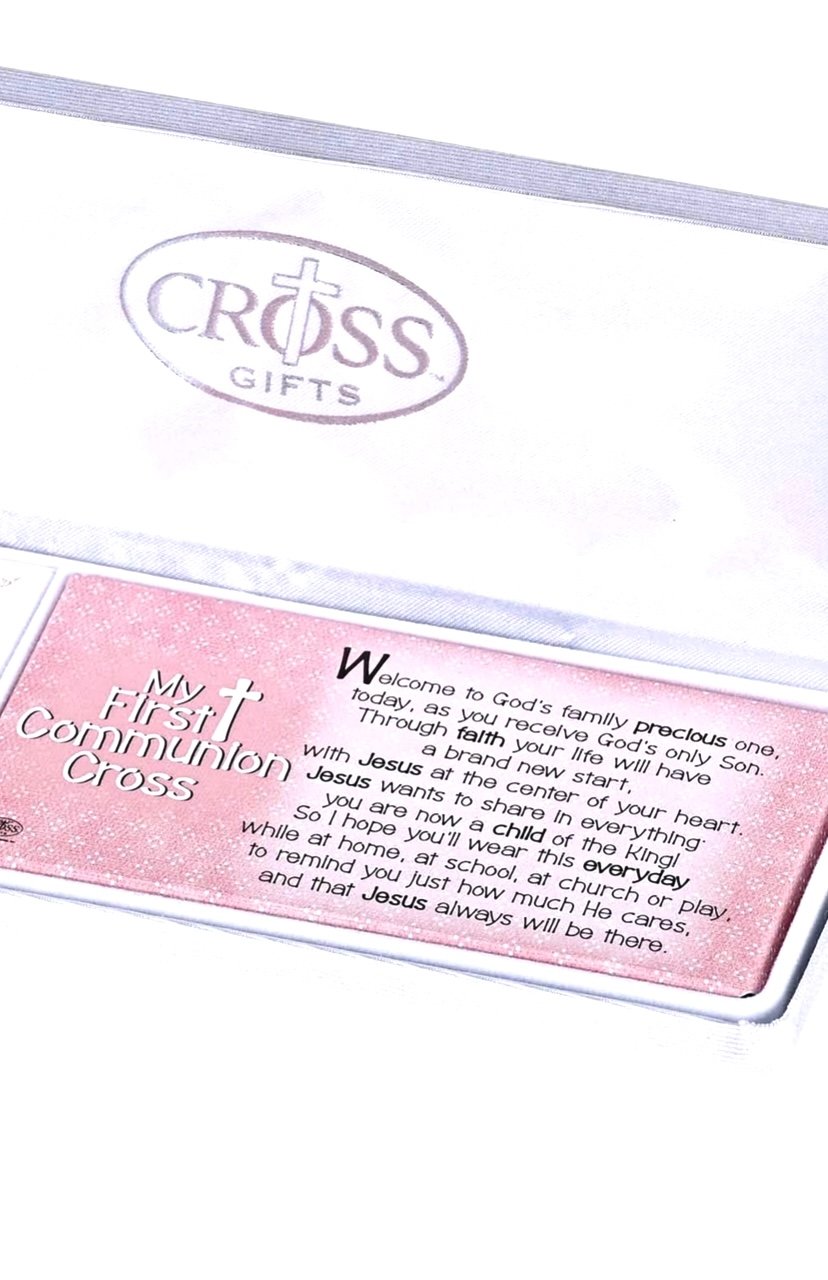 CROSS™
GIFTS
My
First
Communion
Cross
Welcome to God's family precious one,
today, as you receive God's only Son.
Through faith your life will have
a brand new start,
with Jesus at the center of your heart.
Jesus wants to share in everything-
you are now a child of the King!
So I hope you'll wear this everyday
while at home, at school, at church or play,
to remind you just how much He cares,
and that Jesus always will be there.